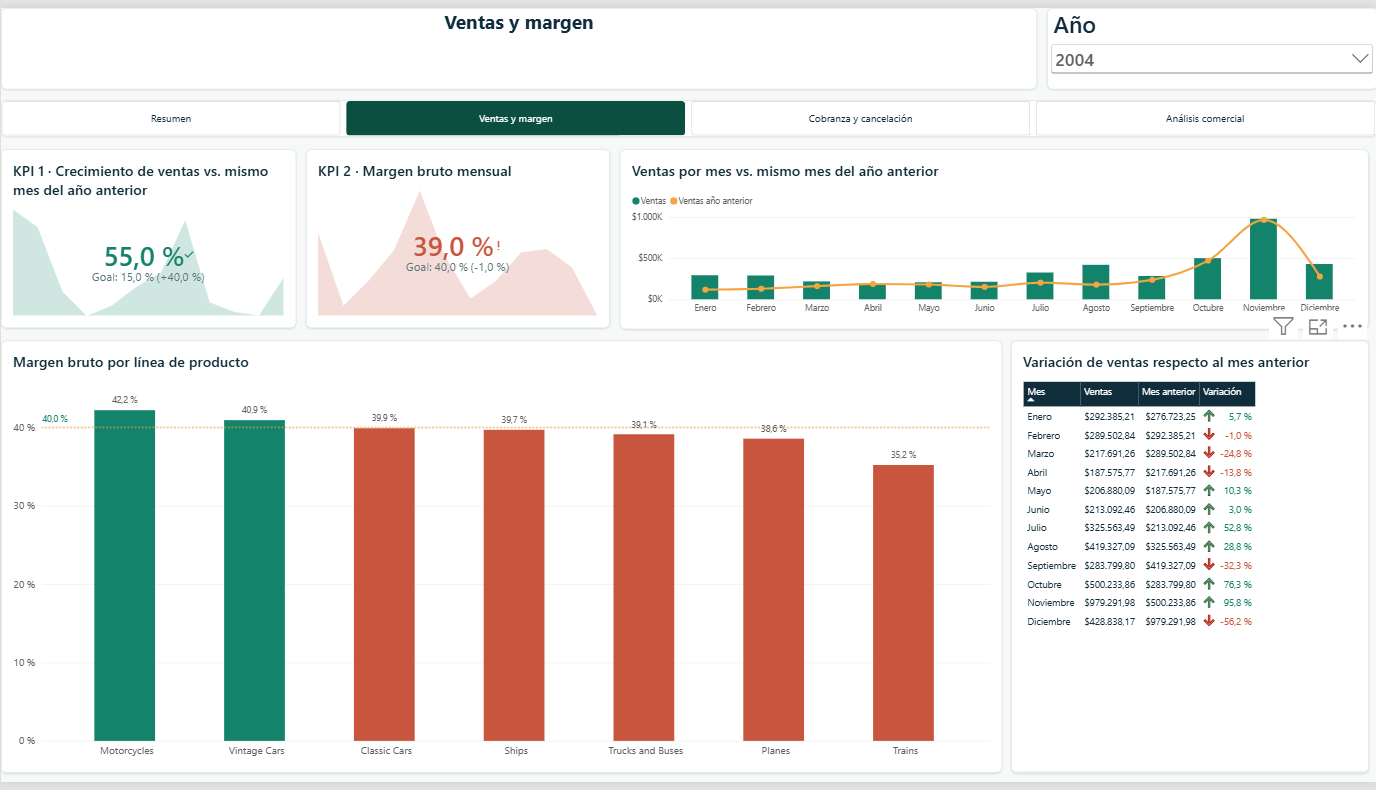 Ventas y margen
Año
2004
Resumen
Ventas y margen
Cobranza y cancelación
Análisis comercial
KPI 1 · Crecimiento de ventas vs. mismo
mes del año anterior
55,0 %
Goal: 15,0 % (+40,0 %)
KPI 2 · Margen bruto mensual
39,0 %!
Goal: 40,0 % (-1,0 %)
Ventas por mes vs. mismo mes del año anterior
Ventas Ventas año anterior
$1.000K
$500K
$0K
Enero Febrero Marzo Abril Mayo Junio Julio Agosto Septiembre Octubre Noviembre Diciembre
Margen bruto por línea de producto
42,2 % 40,9 % 39,9 % 39,7 % 39,1 % 38,6 % 35,2 %
40,0 %
40 %
30 %
20 %
10 %
0 %
Motorcycles Vintage Cars Classic Cars Ships Trucks and Buses Planes Trains
Variación de ventas respecto al mes anterior
Mes Ventas Mes anterior Variación
Enero $292.385,21 $276.723,25 5,7 %
Febrero $289.502,84 $292.385,21 -1,0 %
Marzo $217.691,26 $289.502,84 -24,8 %
Abril $187.575,77 $217.691,26 -13,8 %
Mayo $206.880,09 $187.575,77 10,3 %
Junio $213.092,46 $206.880,09 3,0 %
Julio $325.563,49 $213.092,46 52,8 %
Agosto $419.327,09 $325.563,49 28,8 %
Septiembre $283.799,80 $419.327,09 -32,3 %
Octubre $500.233,86 $283.799,80 76,3 %
Noviembre $979.291,98 $500.233,86 95,8 %
Diciembre $428.838,17 $979.291,98 -56,2 %